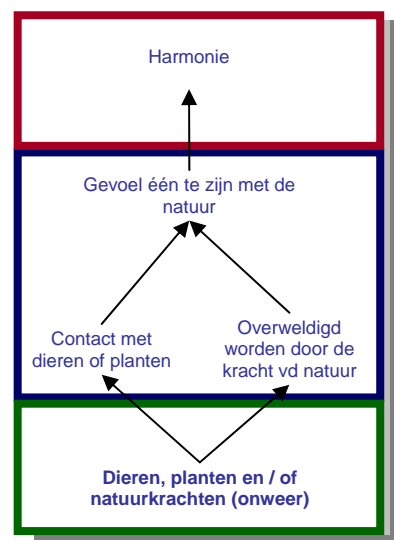 Harmonie
Gevoel één te zijn met de
natuur
Contact met
dieren of planten
Overweldigd
worden door de
kracht vd natuur
Dieren, planten en / of
natuurkrachten (onweer)